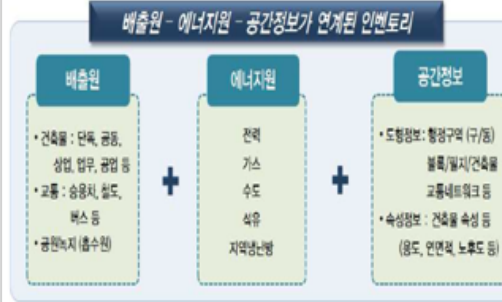 배출원 - 에너지원 - 공간정보가 연계된 인벤토리
배출원
• 건축물 : 단독, 공동,
상업, 업무, 공업 등
• 교통 : 승용차, 철도,
버스 등
• 공원녹지 (흡수원)
+
에너지원
전력
가스
수도
석유
지역냉난방
+
공간정보
• 도형정보: 행정구역 (구/동)
블록/필지/건축물
교통네트워크 등
• 속성정보 : 건축물 속성 등
(용도, 연면적, 노후도 등)